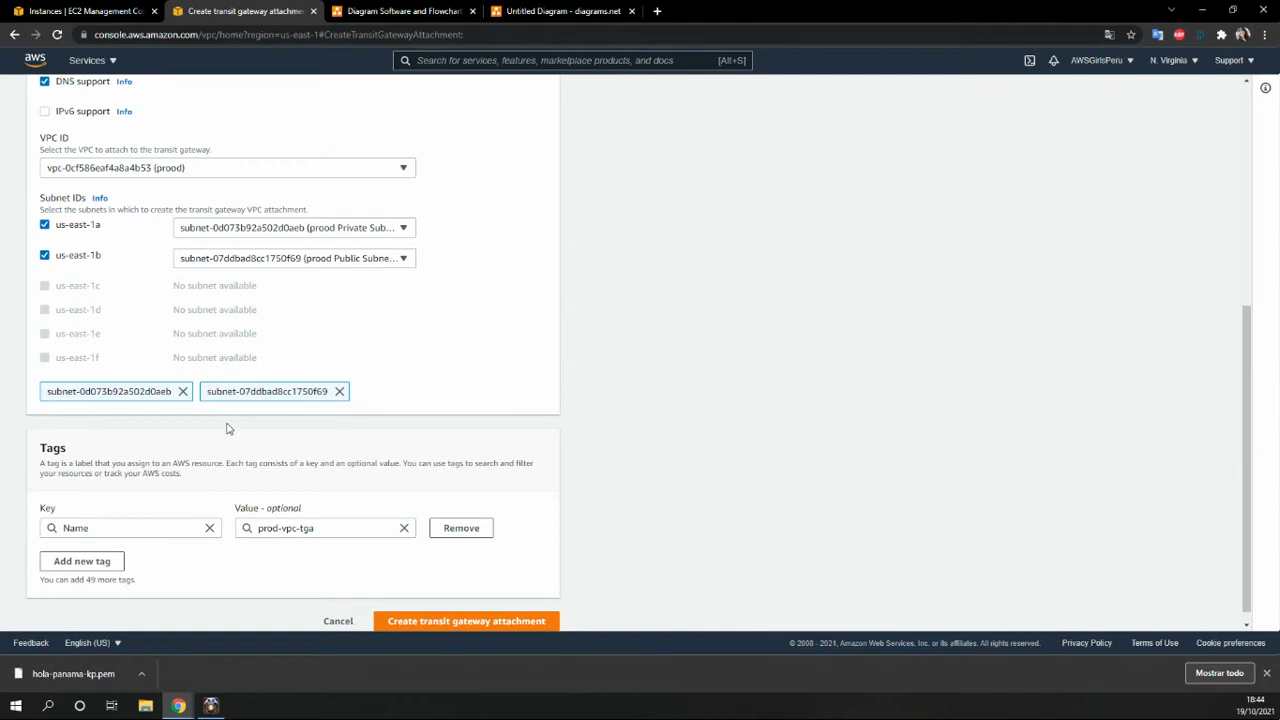 Instances | EC2 Management Co
Create transit gateway attachme
Diagram Software and Flowchar
Untitled Diagram - diagrams.net
console.aws.amazon.com/vpc/home?region=us-east-1#CreateTransitGatewayAttachment:
aws
Services
Search for services, features, marketplace products, and docs
[Alt+S]
AWSGirlsPeru
N. Virginia
Support
DNS support Info
IPv6 support Info
VPC ID
Select the VPC to attach to the transit gateway.
vpc-0cf586eaf4a8a4b53 (prood)
Subnet IDs Info
Select the subnets in which to create the transit gateway VPC attachment.
us-east-1a
subnet-0d073b92a502d0aeb (prood Private Sub...
us-east-1b
subnet-07ddbad8cc1750f69 (prood Public Subne...
us-east-1c
No subnet available
us-east-1d
No subnet available
us-east-1e
No subnet available
us-east-1f
No subnet available
subnet-0d073b92a502d0aeb
subnet-07ddbad8cc1750f69
Tags
A tag is a label that you assign to an AWS resource. Each tag consists of a key and an optional value. You can use tags to search and filter
your resources or track your AWS costs.
Key
Value - optional
Name
prod-vpc-tga
Remove
Add new tag
You can add 49 more tags.
Cancel
Create transit gateway attachment
Feedback
English (US)
© 2008 - 2021, Amazon Web Services, Inc. or its affiliates. All rights reserved.
Privacy Policy
Terms of Use
Cookie preferences
hola-panama-kp.pem
Mostrar todo
18:44
19/10/2021